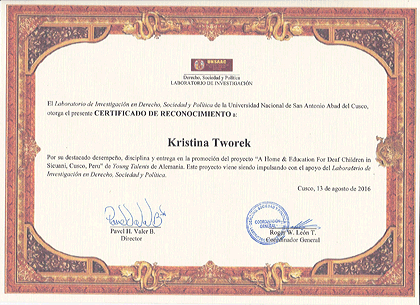 UNSAAC
Derecho, Sociedad y Política
LABORATORIO DE INVESTIGACIÓN
El Laboratorio de Investigación en Derecho, Sociedad y Política de la Universidad Nacional de San Antonio Abad del Cusco,
otorga el presente CERTIFICADO DE RECONOCIMIENTO a:
Kristina Tworek
Por su destacado desempeño, disciplina y entrega en la promoción del proyecto “A Home & Education For Deaf Children in
Sicuani, Cusco, Peru” de Young Talents de Alemania. Este proyecto viene siendo impulsando con el apoyo del Laboratorio de
Investigación en Derecho, Sociedad y Política.
Cusco, 13 de agosto de 2016
Pavel H. Valer B.
Director
COORDINACIÓN
GENERAL
Roger W. León T.
Coordinador General